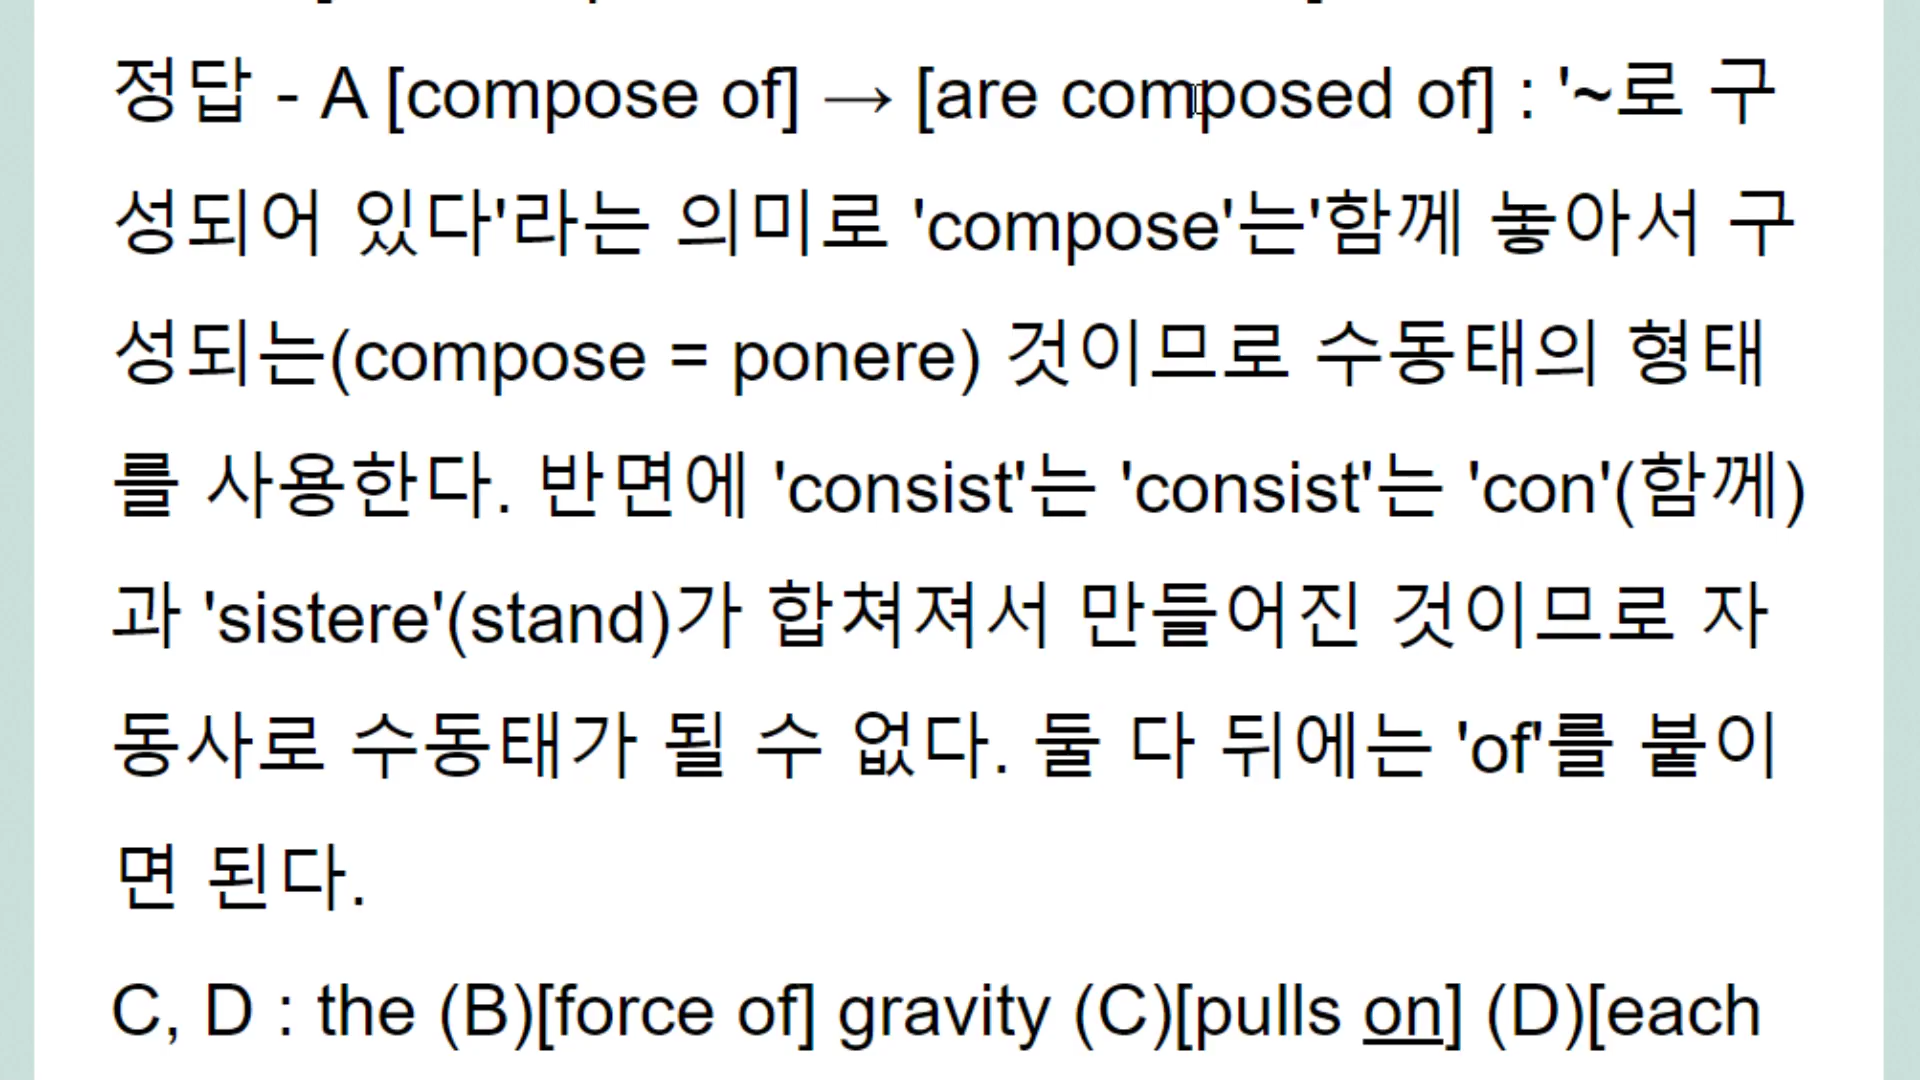 정답 - A [compose of] → [are composed of] : '~로 구
성되어 있다'라는 의미로 'compose'는'함께 놓아서 구
성되는(compose = ponere) 것이므로 수동태의 형태
를 사용한다. 반면에 'consist'는 'consist'는 'con'(함께)
과 'sistere'(stand)가 합쳐져서 만들어진 것이므로 자
동사로 수동태가 될 수 없다. 둘 다 뒤에는 'of'를 붙이
면 된다.
C, D : the (B)[force of] gravity (C)[pulls on] (D)[each